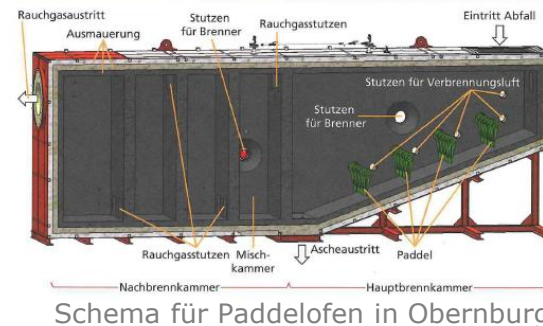 Rauchgasaustritt
Ausmauerung
Stutzen
für Brenner
Rauchgasstutzen
Eintritt Abfall
Stutzen für Verbrennungsluft
Stutzen
für Brenner
Rauchgasstutzen
Misch-
kammer
Ascheaustritt
Paddel
Nachbrennkammer
Hauptbrennkammer
Schema für Paddelofen in Obernburg